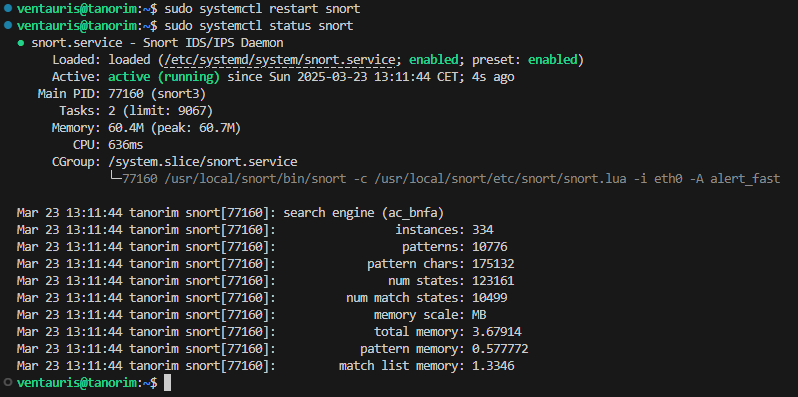 ventauris@tanorim:~$ sudo systemctl restart snort
ventauris@tanorim:~$ sudo systemctl status snort
● snort.service - Snort IDS/IPS Daemon
     Loaded: loaded (/etc/systemd/system/snort.service; enabled; preset: enabled)
     Active: active (running) since Sun 2025-03-23 13:11:44 CET; 4s ago
   Main PID: 77160 (snort3)
      Tasks: 2 (limit: 9067)
     Memory: 60.4M (peak: 60.7M)
        CPU: 636ms
     CGroup: /system.slice/snort.service
             └─77160 /usr/local/snort/bin/snort -c /usr/local/snort/etc/snort/snort.lua -i eth0 -A alert_fast
Mar 23 13:11:44 tanorim snort[77160]: search engine (ac_bnfa)
Mar 23 13:11:44 tanorim snort[77160]:                instances: 334
Mar 23 13:11:44 tanorim snort[77160]:                 patterns: 10776
Mar 23 13:11:44 tanorim snort[77160]:            pattern chars: 175132
Mar 23 13:11:44 tanorim snort[77160]:               num states: 123161
Mar 23 13:11:44 tanorim snort[77160]:         num match states: 10499
Mar 23 13:11:44 tanorim snort[77160]:             memory scale: MB
Mar 23 13:11:44 tanorim snort[77160]:             total memory: 3.67914
Mar 23 13:11:44 tanorim snort[77160]:           pattern memory: 0.577772
Mar 23 13:11:44 tanorim snort[77160]:        match list memory: 1.3346
ventauris@tanorim:~$